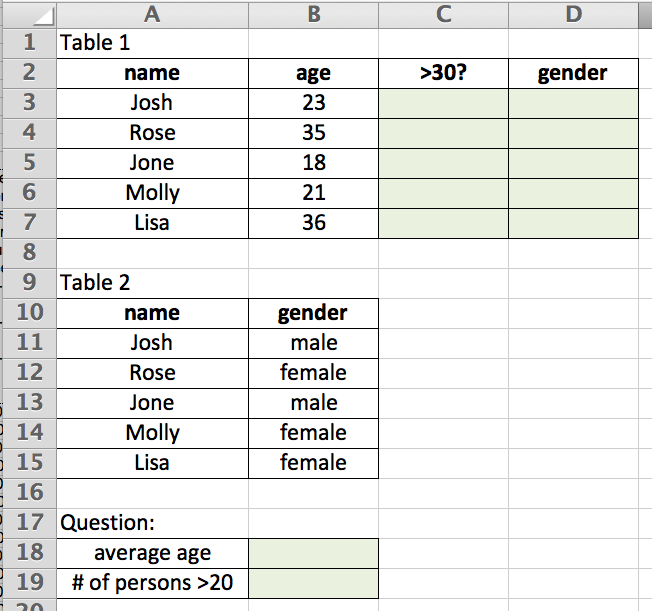 A B C D
1 Table 1
2 name age >30? gender
3 Josh 23
4 Rose 35
5 Jone 18
6 Molly 21
7 Lisa 36
8
9 Table 2
10 name gender
11 Josh male
12 Rose female
13 Jone male
14 Molly female
15 Lisa female
16
17 Question:
18 average age
19 # of persons >20
20